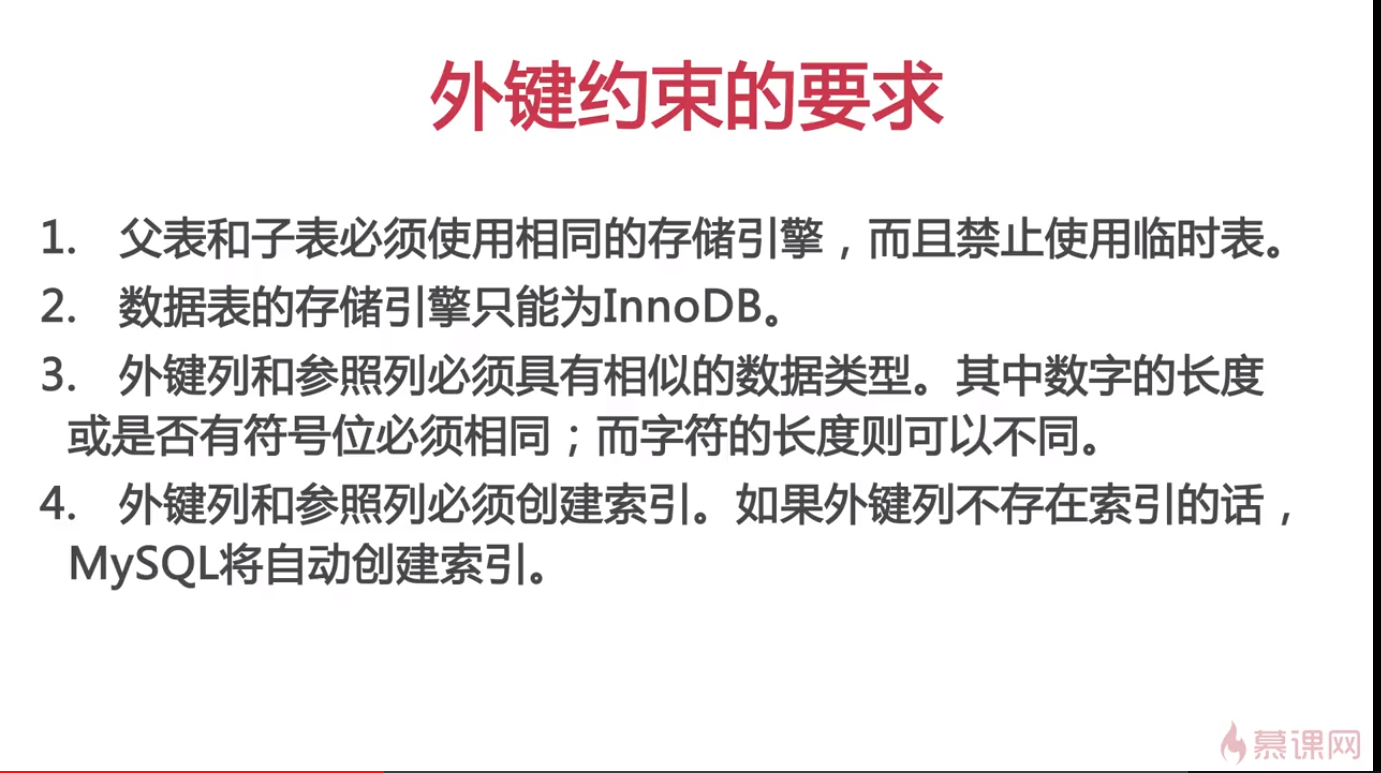 外键约束的要求
1. 父表和子表必须使用相同的存储引擎，而且禁止使用临时表。
2. 数据表的存储引擎只能为InnoDB。
3. 外键列和参照列必须具有相似的数据类型。其中数字的长度
或是否有符号位必须相同；而字符的长度则可以不同。
4. 外键列和参照列必须创建索引。如果外键列不存在索引的话，
MySQL将自动创建索引。
慕课网